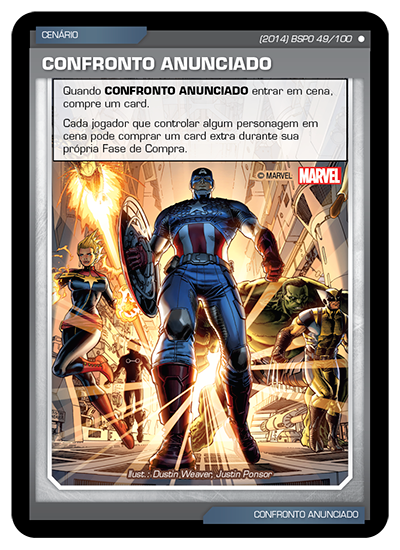 CENÁRIO
(2014) BSPO 49/100
CONFRONTO ANUNCIADO
Quando CONFRONTO ANUNCIADO entrar em cena,
compre um card.
Cada jogador que controlar algum personagem em
cena pode comprar um card extra durante sua
própria Fase de Compra.
© MARVEL MARVEL
Ilust.: Dustin Weaver, Justin Ponsor
CONFRONTO ANUNCIADO